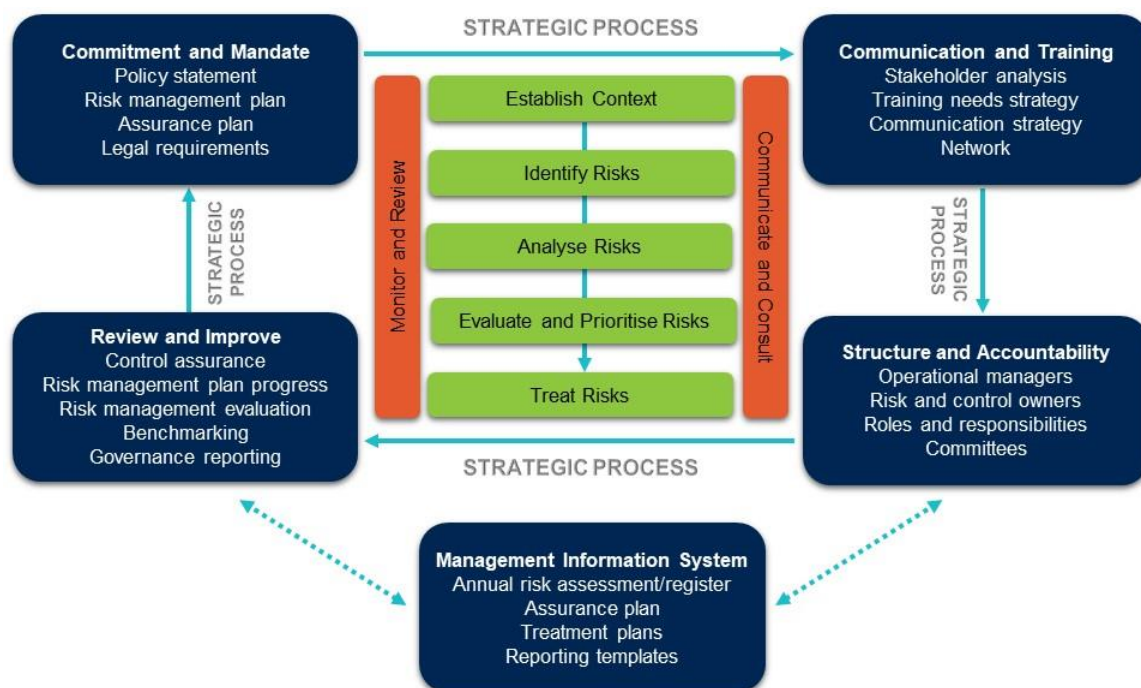 STRATEGIC PROCESS
Commitment and Mandate
Policy statement
Risk management plan
Assurance plan
Legal requirements
Communication and Training
Stakeholder analysis
Training needs strategy
Communication strategy
Network
Monitor and Review
Establish Context
Identify Risks
Analyse Risks
Evaluate and Prioritise Risks
Treat Risks
Communicate and Consult
STRATEGIC
PROCESS
STRATEGIC
PROCESS
Review and Improve
Control assurance
Risk management plan progress
Risk management evaluation
Benchmarking
Governance reporting
Structure and Accountability
Operational managers
Risk and control owners
Roles and responsibilities
Committees
STRATEGIC PROCESS
Management Information System
Annual risk assessment/register
Assurance plan
Treatment plans
Reporting templates